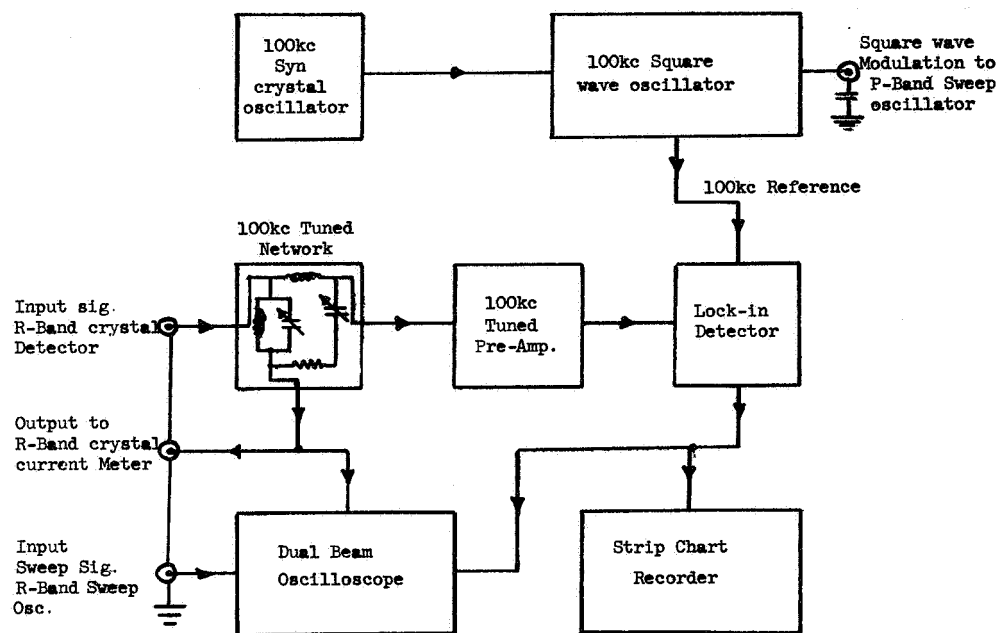 100kc
Syn
crystal
oscillator
100kc Square
wave oscillator
Square wave
Modulation to
P-Band Sweep
oscillator
100kc Reference
100kc Tuned
Network
Input sig.
R-Band crystal
Detector
100kc
Tuned
Pre-Amp.
Lock-in
Detector
Output to
R-Band crystal
current Meter
Input
Sweep Sig.
R-Band Sweep
Osc.
Dual Beam
Oscilloscope
Strip Chart
Recorder